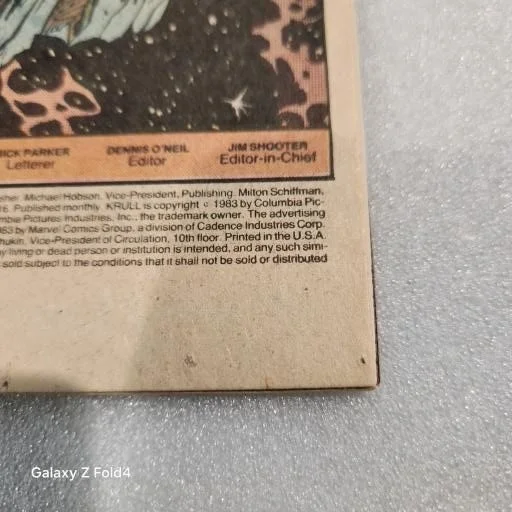 RICK PARKER DENNIS O'NEIL JIM SHOOTER
Letterer Editor Editor-in-Chief
Michael Hobson, Vice-President, Publishing. Milton Schiffman,
Published monthly. KRULL is copyright © 1983 by Columbia Pic-
Pictures Industries, Inc., the trademark owner. The advertising
by Marvel Comics Group, a division of Cadence Industries Corp.
Vice-President of Circulation, 10th floor. Printed in the U.S.A.
living or dead person or institution is intended, and any such simi-
sold subject to the conditions that it shall not be sold or distributed
Galaxy Z Fold4